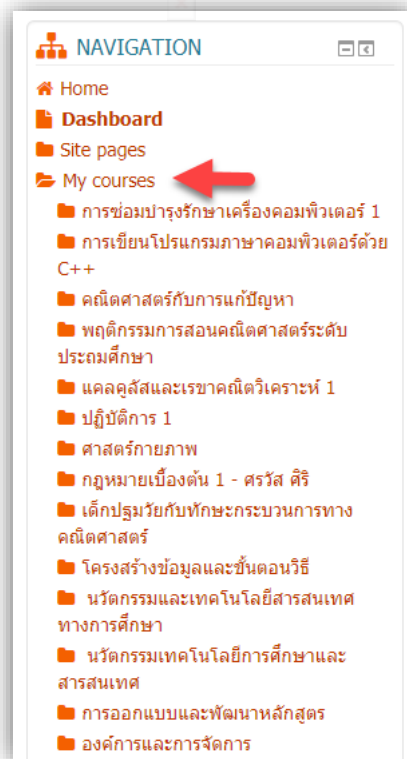 NAVIGATION
Home
Dashboard
Site pages
My courses
การซ่อมบำรุงรักษาเครื่องคอมพิวเตอร์ 1
การเขียนโปรแกรมภาษาคอมพิวเตอร์ด้วย
C++
คณิตศาสตร์กับการแก้ปัญหา
พฤติกรรมการสอนคณิตศาสตร์ระดับ
ประถมศึกษา
แคลคูลัสและเรขาคณิตวิเคราะห์ 1
ปฏิบัติการ 1
ศาสตร์กายภาพ
กฎหมายเบื้องต้น 1 - ศรวัส ศิริ
เด็กปฐมวัยกับทักษะกระบวนการทาง
คณิตศาสตร์
โครงสร้างข้อมูลและขั้นตอนวิธี
นวัตกรรมและเทคโนโลยีสารสนเทศ
ทางการศึกษา
นวัตกรรมเทคโนโลยีการศึกษาและ
สารสนเทศ
การออกแบบและพัฒนาหลักสูตร
องค์การและการจัดการ